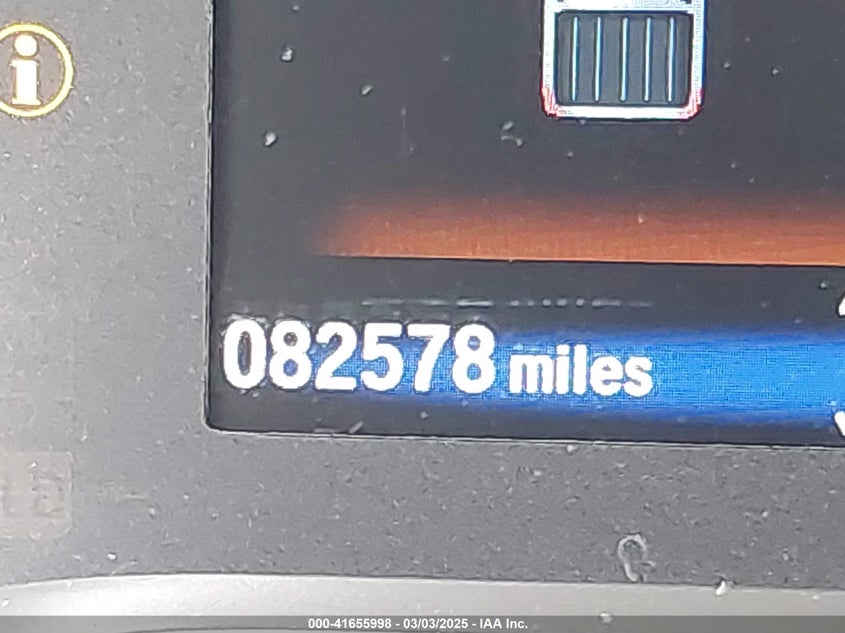 i
082578 miles
000-41655998 - 03/03/2025 - IAA Inc.